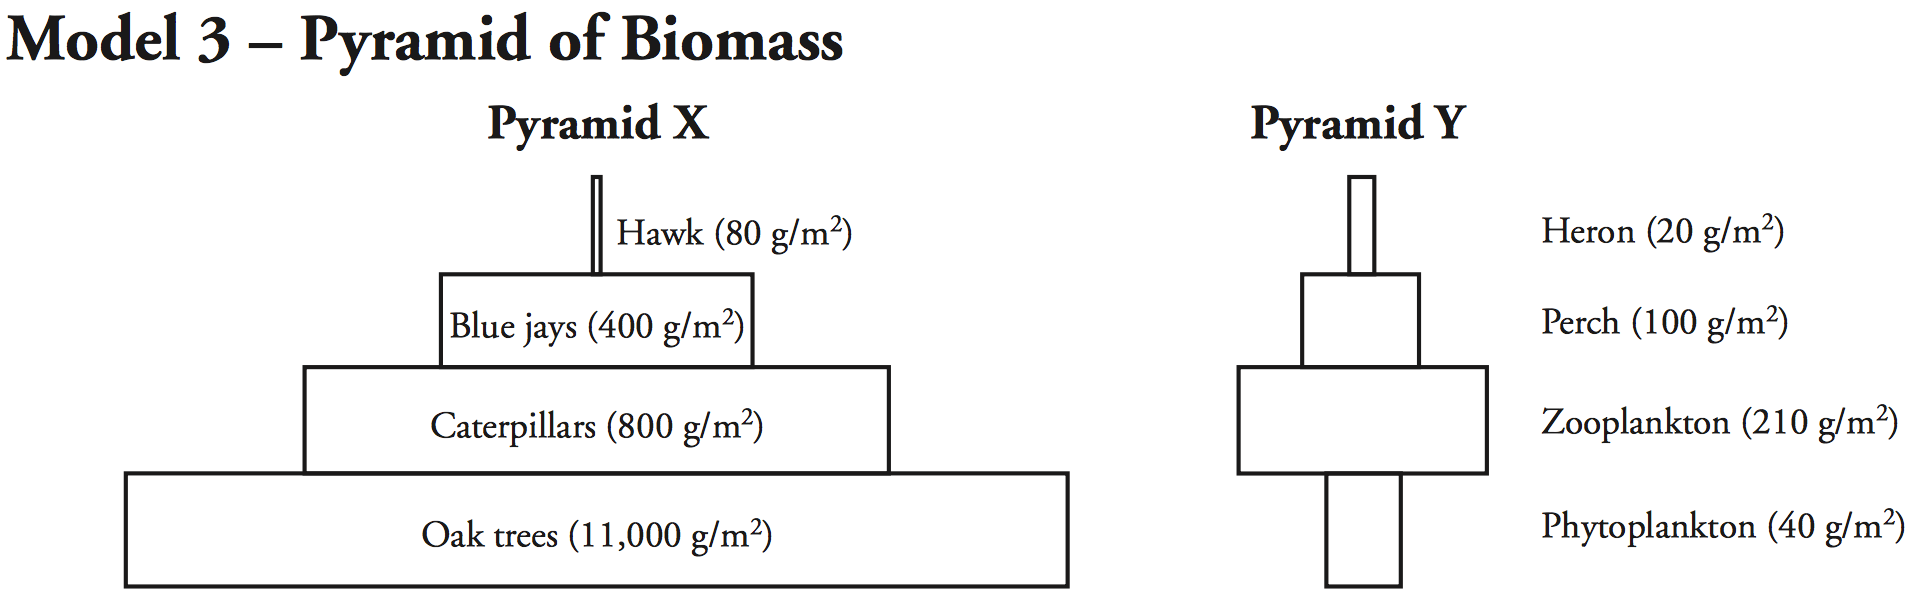 Model 3 – Pyramid of Biomass
Pyramid X
Hawk (80 g/m²)
Blue jays (400 g/m²)
Caterpillars (800 g/m²)
Oak trees (11,000 g/m²)
Pyramid Y
Heron (20 g/m²)
Perch (100 g/m²)
Zooplankton (210 g/m²)
Phytoplankton (40 g/m²)